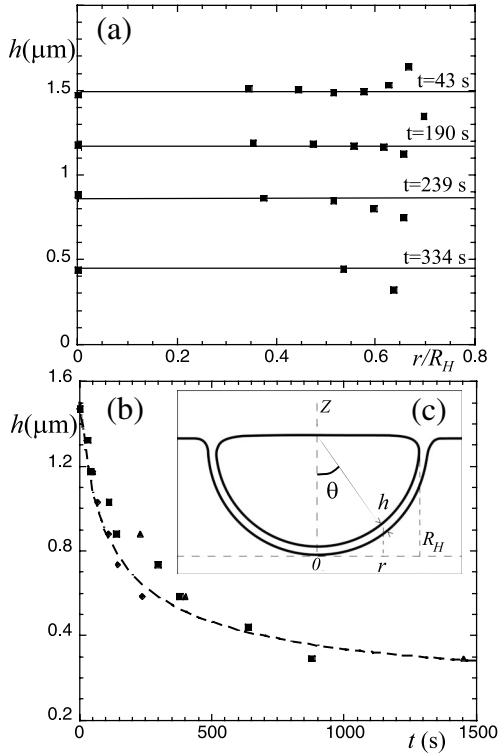 2
(a)
h(μm)
t=43 s
1.5
t=190 s
1
t=239 s
0.5
t=334 s
0
0 0.2 0.4 0.6 r/R_H 0.8
1.6
(b)
h(μm)
Z
(c)
1.2
θ
h
0.8
R_H
0
r
0.4
0.2
0 500 1000 t (s) 1500